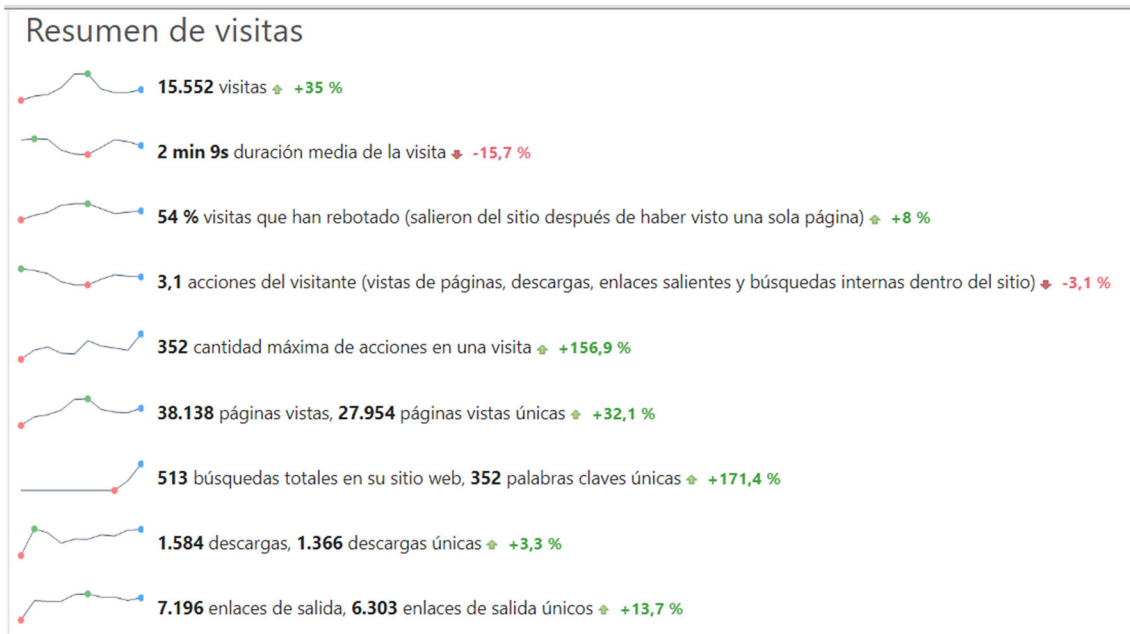 Resumen de visitas
15.552 visitas +35 %
2 min 9s duración media de la visita -15,7 %
54 % visitas que han rebotado (salieron del sitio después de haber visto una sola página) +8 %
3,1 acciones del visitante (vistas de páginas, descargas, enlaces salientes y búsquedas internas dentro del sitio) -3,1 %
352 cantidad máxima de acciones en una visita +156,9 %
38.138 páginas vistas, 27.954 páginas vistas únicas +32,1 %
513 búsquedas totales en su sitio web, 352 palabras claves únicas +171,4 %
1.584 descargas, 1.366 descargas únicas +3,3 %
7.196 enlaces de salida, 6.303 enlaces de salida únicos +13,7 %